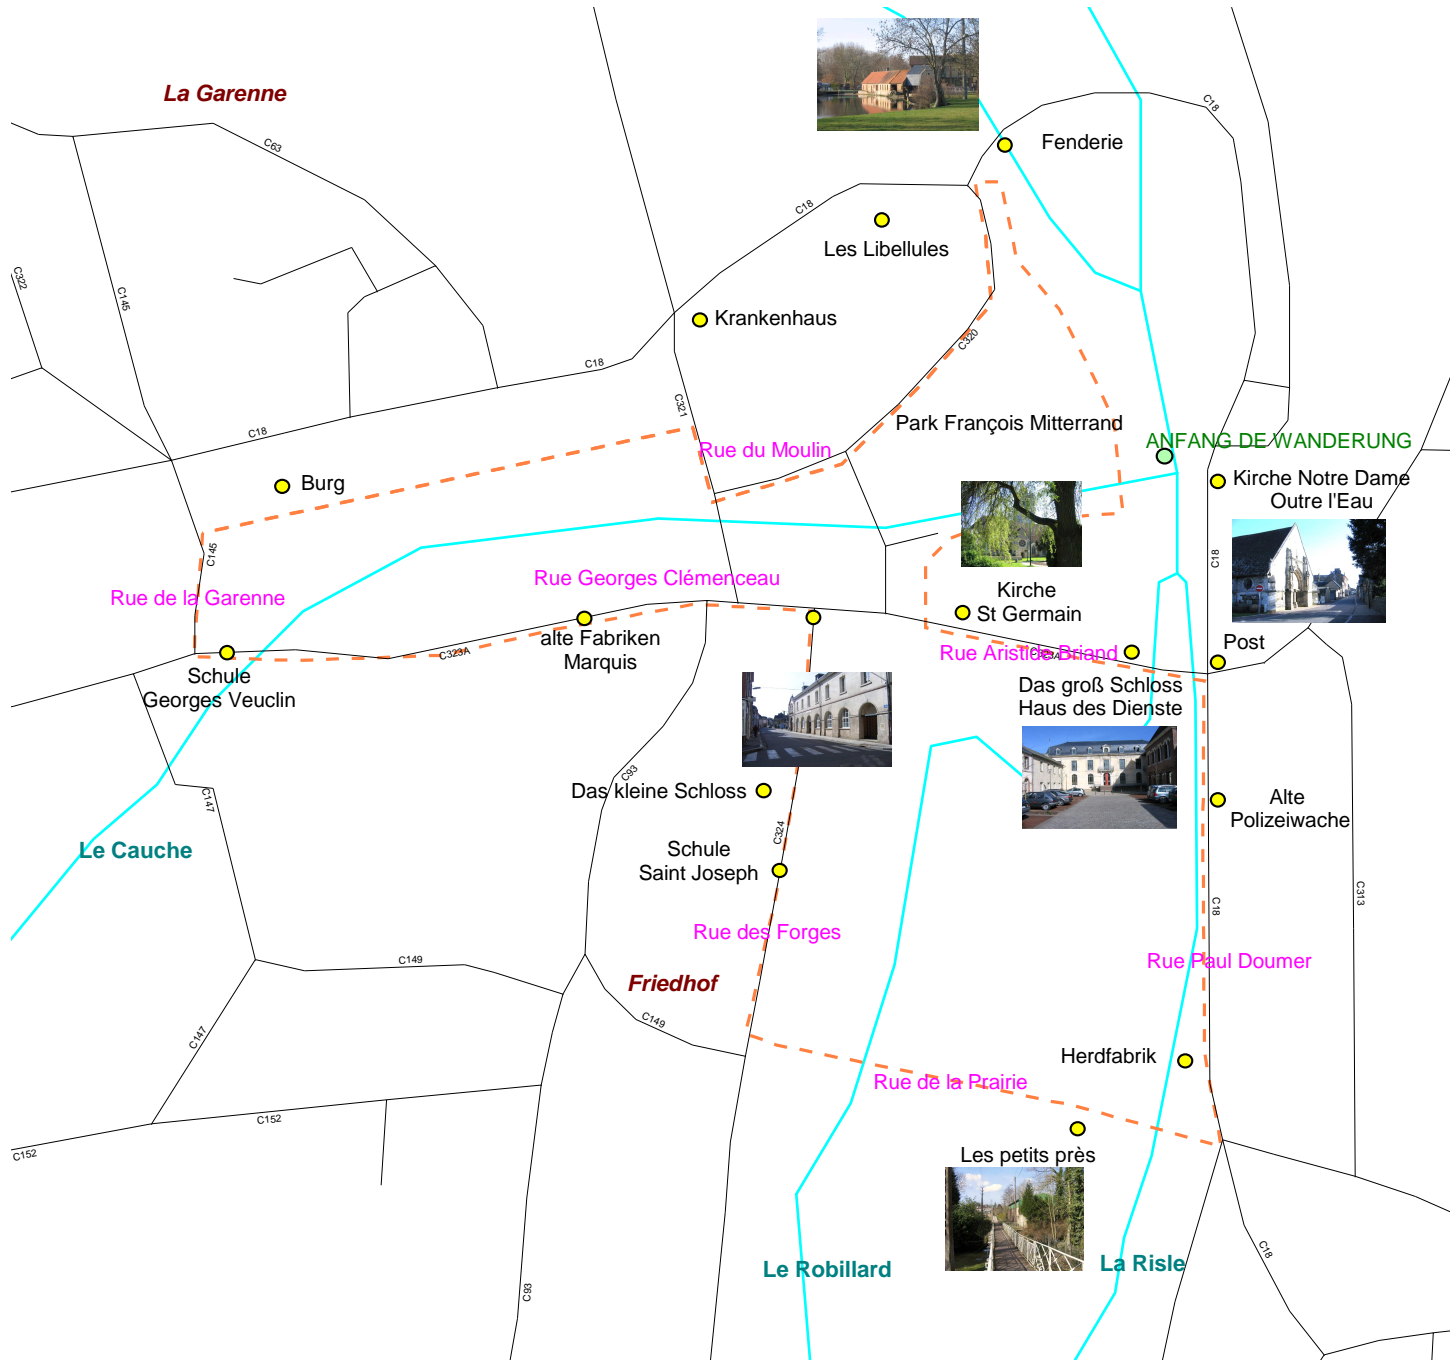 La Garenne
C18
C63
Fenderie
C18
Les Libellules
C322
C145
Krankenhaus
C320
C18
C321
Park François Mitterrand
C18
Rue du Moulin
ANFANG DE WANDERUNG
Burg
Kirche Notre Dame
Outre l'Eau
C145
C18
Rue Georges Clémenceau
Rue de la Garenne
Kirche
St Germain
alte Fabriken
Marquis
C323A
Rue Aristide Briand
Post
Schule
Georges Veuclin
Das groß Schloss
Haus des Dienste
C93
Das kleine Schloss
C147
Alte
Polizeiwache
C324
Le Cauche
Schule
Saint Joseph
C313
C18
Rue des Forges
Rue Paul Doumer
C149
Friedhof
C149
C147
Herdfabrik
Rue de la Prairie
C152
C152
Les petits près
C18
Le Robillard
La Risle
C93